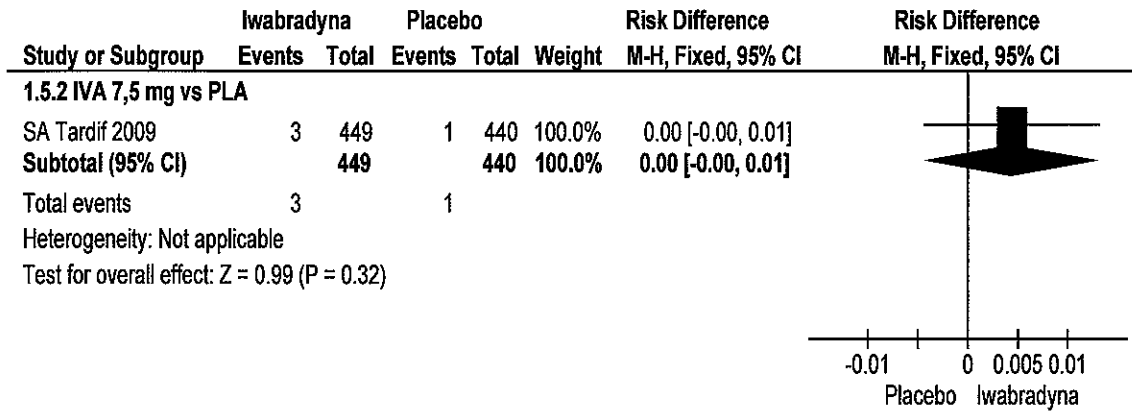 Iwabradyna Placebo Risk Difference Risk Difference
Study or Subgroup Events Total Events Total Weight M-H, Fixed, 95% CI M-H, Fixed, 95% CI
1.5.2 IVA 7,5 mg vs PLA
SA Tardif 2009 3 449 1 440 100.0% 0.00 [-0.00, 0.01]
Subtotal (95% CI) 449 440 100.0% 0.00 [-0.00, 0.01]
Total events 3 1
Heterogeneity: Not applicable
Test for overall effect: Z = 0.99 (P = 0.32)
-0.01 0 0.005 0.01
Placebo Iwabradyna